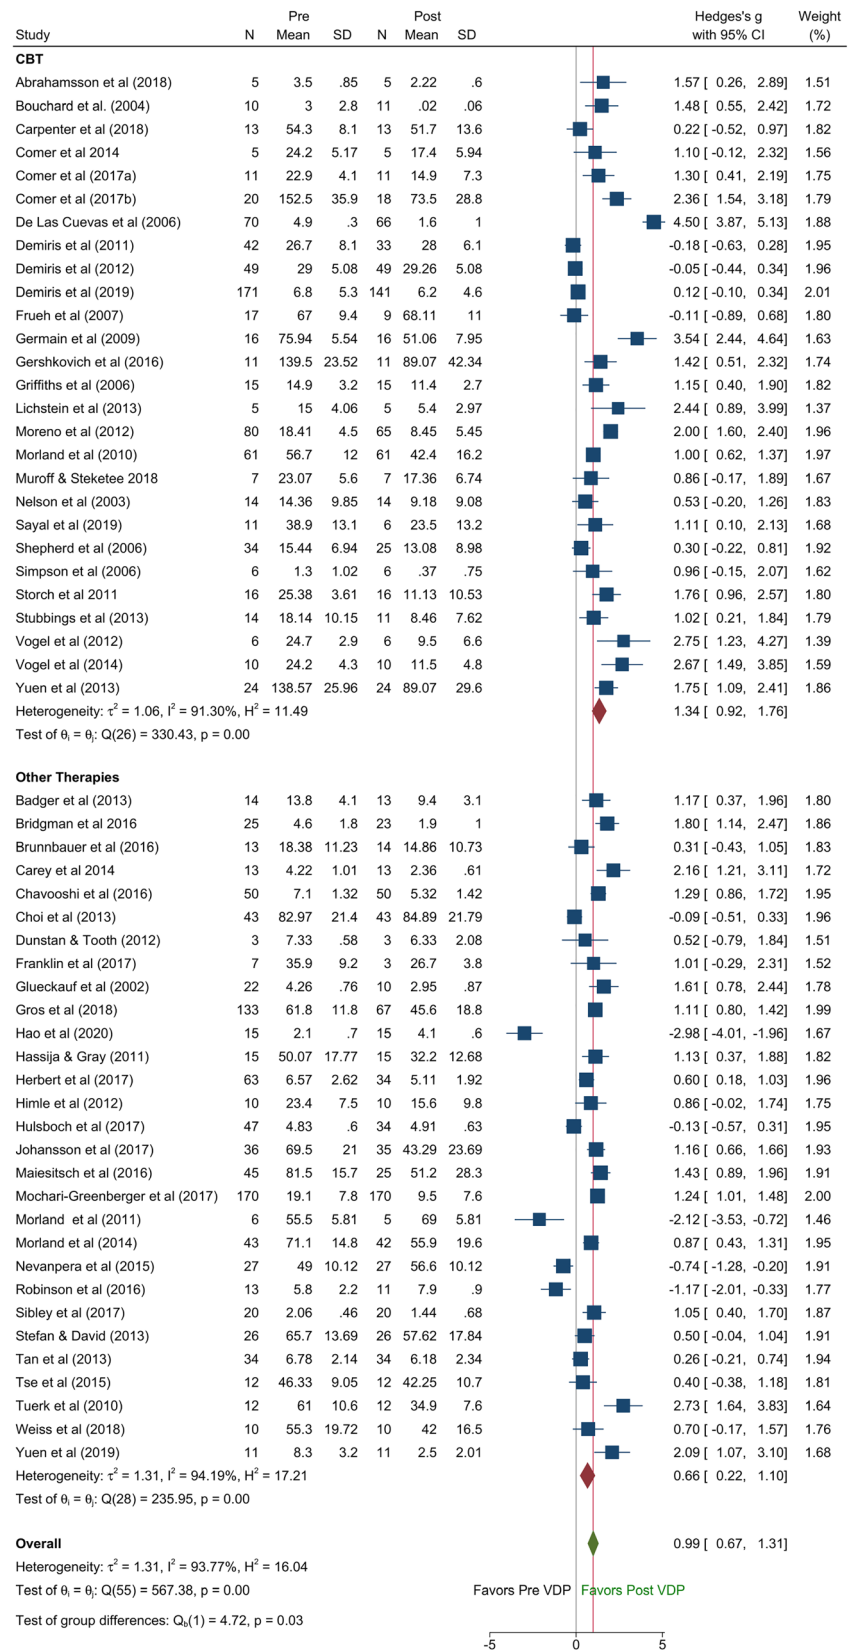 Pre Post Hedges's g Weight
Study N Mean SD N Mean SD with 95% CI (%)
CBT
Abrahamsson et al (2018) 5 3.5 .85 5 2.22 .6 1.57 [ 0.26, 2.89] 1.51
Bouchard et al. (2004) 10 3 2.8 11 .02 .06 1.48 [ 0.55, 2.42] 1.72
Carpenter et al (2018) 13 54.3 8.1 13 51.7 13.6 0.22 [ -0.52, 0.97] 1.82
Comer et al 2014 5 24.2 5.17 5 17.4 5.94 1.10 [ -0.12, 2.32] 1.56
Comer et al (2017a) 11 22.9 4.1 11 14.9 7.3 1.30 [ 0.41, 2.19] 1.75
Comer et al (2017b) 20 152.5 35.9 18 73.5 28.8 2.36 [ 1.54, 3.18] 1.79
De Las Cuevas et al (2006) 70 4.9 .3 66 1.6 1 4.50 [ 3.87, 5.13] 1.88
Demiris et al (2011) 42 26.7 8.1 33 28 6.1 -0.18 [ -0.63, 0.28] 1.95
Demiris et al (2012) 49 29 5.08 49 29.26 5.08 -0.05 [ -0.44, 0.34] 1.96
Demiris et al (2019) 171 6.8 5.3 141 6.2 4.6 0.12 [ -0.10, 0.34] 2.01
Frueh et al (2007) 17 67 9.4 9 68.11 11 -0.11 [ -0.89, 0.68] 1.80
Germain et al (2009) 16 75.94 5.54 16 51.06 7.95 3.54 [ 2.44, 4.64] 1.63
Gershkovich et al (2016) 11 139.5 23.52 11 89.07 42.34 1.42 [ 0.51, 2.32] 1.74
Griffiths et al (2006) 15 14.9 3.2 15 11.4 2.7 1.15 [ 0.40, 1.90] 1.82
Lichstein et al (2013) 5 15 4.06 5 5.4 2.97 2.44 [ 0.89, 3.99] 1.37
Moreno et al (2012) 80 18.41 4.5 65 8.45 5.45 2.00 [ 1.60, 2.40] 1.96
Morland et al (2010) 61 56.7 12 61 42.4 16.2 1.00 [ 0.62, 1.37] 1.97
Muroff & Steketee 2018 7 23.07 5.6 7 17.36 6.74 0.86 [ -0.17, 1.89] 1.67
Nelson et al (2003) 14 14.36 9.85 14 9.18 9.08 0.53 [ -0.20, 1.26] 1.83
Sayal et al (2019) 11 38.9 13.1 6 23.5 13.2 1.11 [ 0.10, 2.13] 1.68
Shepherd et al (2006) 34 15.44 6.94 25 13.08 8.98 0.30 [ -0.22, 0.81] 1.92
Simpson et al (2006) 6 1.3 1.02 6 .37 .75 0.96 [ -0.15, 2.07] 1.62
Storch et al 2011 16 25.38 3.61 16 11.13 10.53 1.76 [ 0.96, 2.57] 1.80
Stubbings et al (2013) 14 18.14 10.15 11 8.46 7.62 1.02 [ 0.21, 1.84] 1.79
Vogel et al (2012) 6 24.7 2.9 6 9.5 6.6 2.75 [ 1.23, 4.27] 1.39
Vogel et al (2014) 10 24.2 4.3 10 11.5 4.8 2.67 [ 1.49, 3.85] 1.59
Yuen et al (2013) 24 138.57 25.96 24 89.07 29.6 1.75 [ 1.09, 2.41] 1.86
Heterogeneity: τ² = 1.06, I² = 91.30%, H² = 11.49 1.34 [ 0.92, 1.76]
Test of θᵢ = θⱼ: Q(26) = 330.43, p = 0.00
Other Therapies
Badger et al (2013) 14 13.8 4.1 13 9.4 3.1 1.17 [ 0.37, 1.96] 1.80
Bridgman et al 2016 25 4.6 1.8 23 1.9 1 1.80 [ 1.14, 2.47] 1.86
Brunnbauer et al (2016) 13 18.38 11.23 14 14.86 10.73 0.31 [ -0.43, 1.05] 1.83
Carey et al 2014 13 4.22 1.01 13 2.36 .61 2.16 [ 1.21, 3.11] 1.72
Chavooshi et al (2016) 50 7.1 1.32 50 5.32 1.42 1.29 [ 0.86, 1.72] 1.95
Choi et al (2013) 43 82.97 21.4 43 84.89 21.79 -0.09 [ -0.51, 0.33] 1.96
Dunstan & Tooth (2012) 3 7.33 .58 3 6.33 2.08 0.52 [ -0.79, 1.84] 1.51
Franklin et al (2017) 7 35.9 9.2 3 26.7 3.8 1.01 [ -0.29, 2.31] 1.52
Glueckauf et al (2002) 22 4.26 .76 10 2.95 .87 1.61 [ 0.78, 2.44] 1.78
Gros et al (2018) 133 61.8 11.8 67 45.6 18.8 1.11 [ 0.80, 1.42] 1.99
Hao et al (2020) 15 2.1 .7 15 4.1 .6 -2.98 [ -4.01, -1.96] 1.67
Hassija & Gray (2011) 15 50.07 17.77 15 32.2 12.68 1.13 [ 0.37, 1.88] 1.82
Herbert et al (2017) 63 6.57 2.62 34 5.11 1.92 0.60 [ 0.18, 1.03] 1.96
Himle et al (2012) 10 23.4 7.5 10 15.6 9.8 0.86 [ -0.02, 1.74] 1.75
Hulsboch et al (2017) 47 4.83 .6 34 4.91 .63 -0.13 [ -0.57, 0.31] 1.95
Johansson et al (2017) 36 69.5 21 35 43.29 23.69 1.16 [ 0.66, 1.66] 1.93
Maiesitsch et al (2016) 45 81.5 15.7 25 51.2 28.3 1.43 [ 0.89, 1.96] 1.91
Mochari-Greenberger et al (2017) 170 19.1 7.8 170 9.5 7.6 1.24 [ 1.01, 1.48] 2.00
Morland et al (2011) 6 55.5 5.81 5 69 5.81 -2.12 [ -3.53, -0.72] 1.46
Morland et al (2014) 43 71.1 14.8 42 55.9 19.6 0.87 [ 0.43, 1.31] 1.95
Nevanpera et al (2015) 27 49 10.12 27 56.6 10.12 -0.74 [ -1.28, -0.20] 1.91
Robinson et al (2016) 13 5.8 2.2 11 7.9 .9 -1.17 [ -2.01, -0.33] 1.77
Sibley et al (2017) 20 2.06 .46 20 1.44 .68 1.05 [ 0.40, 1.70] 1.87
Stefan & David (2013) 26 65.7 13.69 26 57.62 17.84 0.50 [ -0.04, 1.04] 1.91
Tan et al (2013) 34 6.78 2.14 34 6.18 2.34 0.26 [ -0.21, 0.74] 1.94
Tse et al (2015) 12 46.33 9.05 12 42.25 10.7 0.40 [ -0.38, 1.18] 1.81
Tuerk et al (2010) 12 61 10.6 12 34.9 7.6 2.73 [ 1.64, 3.83] 1.64
Weiss et al (2018) 10 55.3 19.72 10 42 16.5 0.70 [ -0.17, 1.57] 1.76
Yuen et al (2019) 11 8.3 3.2 11 2.5 2.01 2.09 [ 1.07, 3.10] 1.68
Heterogeneity: τ² = 1.31, I² = 94.19%, H² = 17.21 0.66 [ 0.22, 1.10]
Test of θᵢ = θⱼ: Q(28) = 235.95, p = 0.00
Overall 0.99 [ 0.67, 1.31]
Heterogeneity: τ² = 1.31, I² = 93.77%, H² = 16.04
Test of θᵢ = θⱼ: Q(55) = 567.38, p = 0.00 Favors Pre VDP Favors Post VDP
Test of group differences: Q_b(1) = 4.72, p = 0.03
-5 0 5